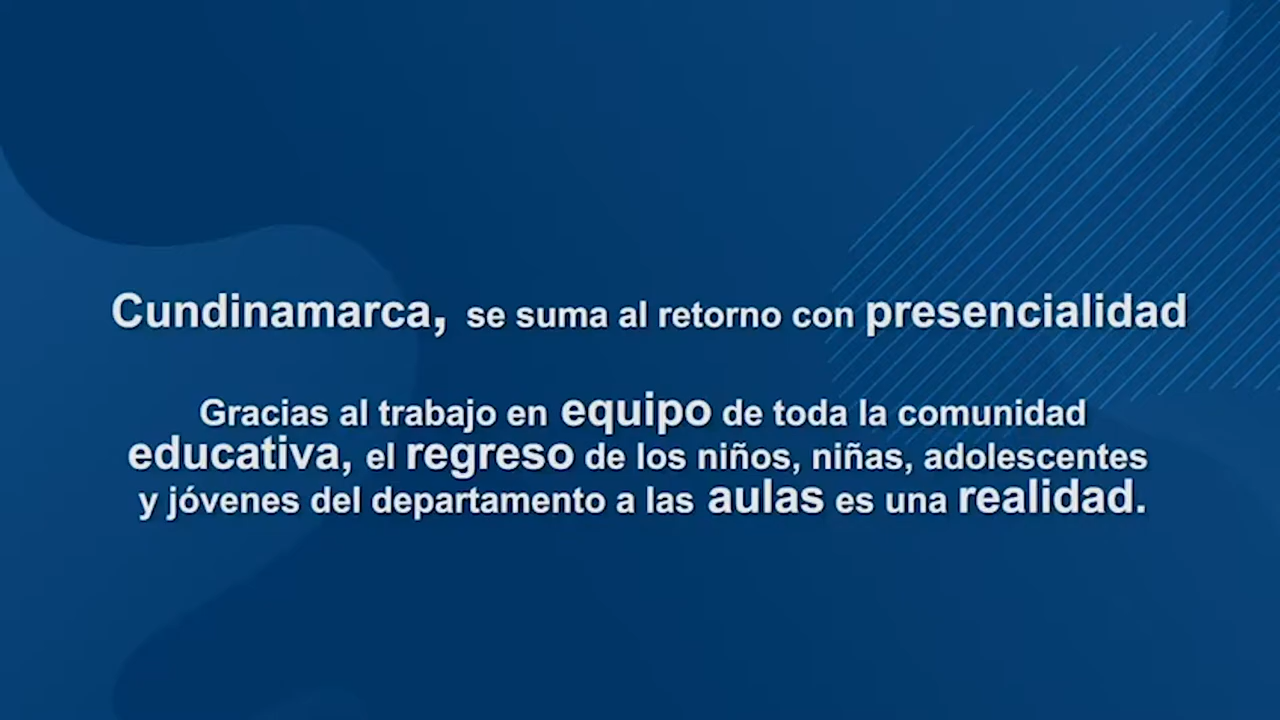 Cundinamarca, se suma al retorno con presencialidad
Gracias al trabajo en equipo de toda la comunidad
educativa, el regreso de los niños, niñas, adolescentes
y jóvenes del departamento a las aulas es una realidad.